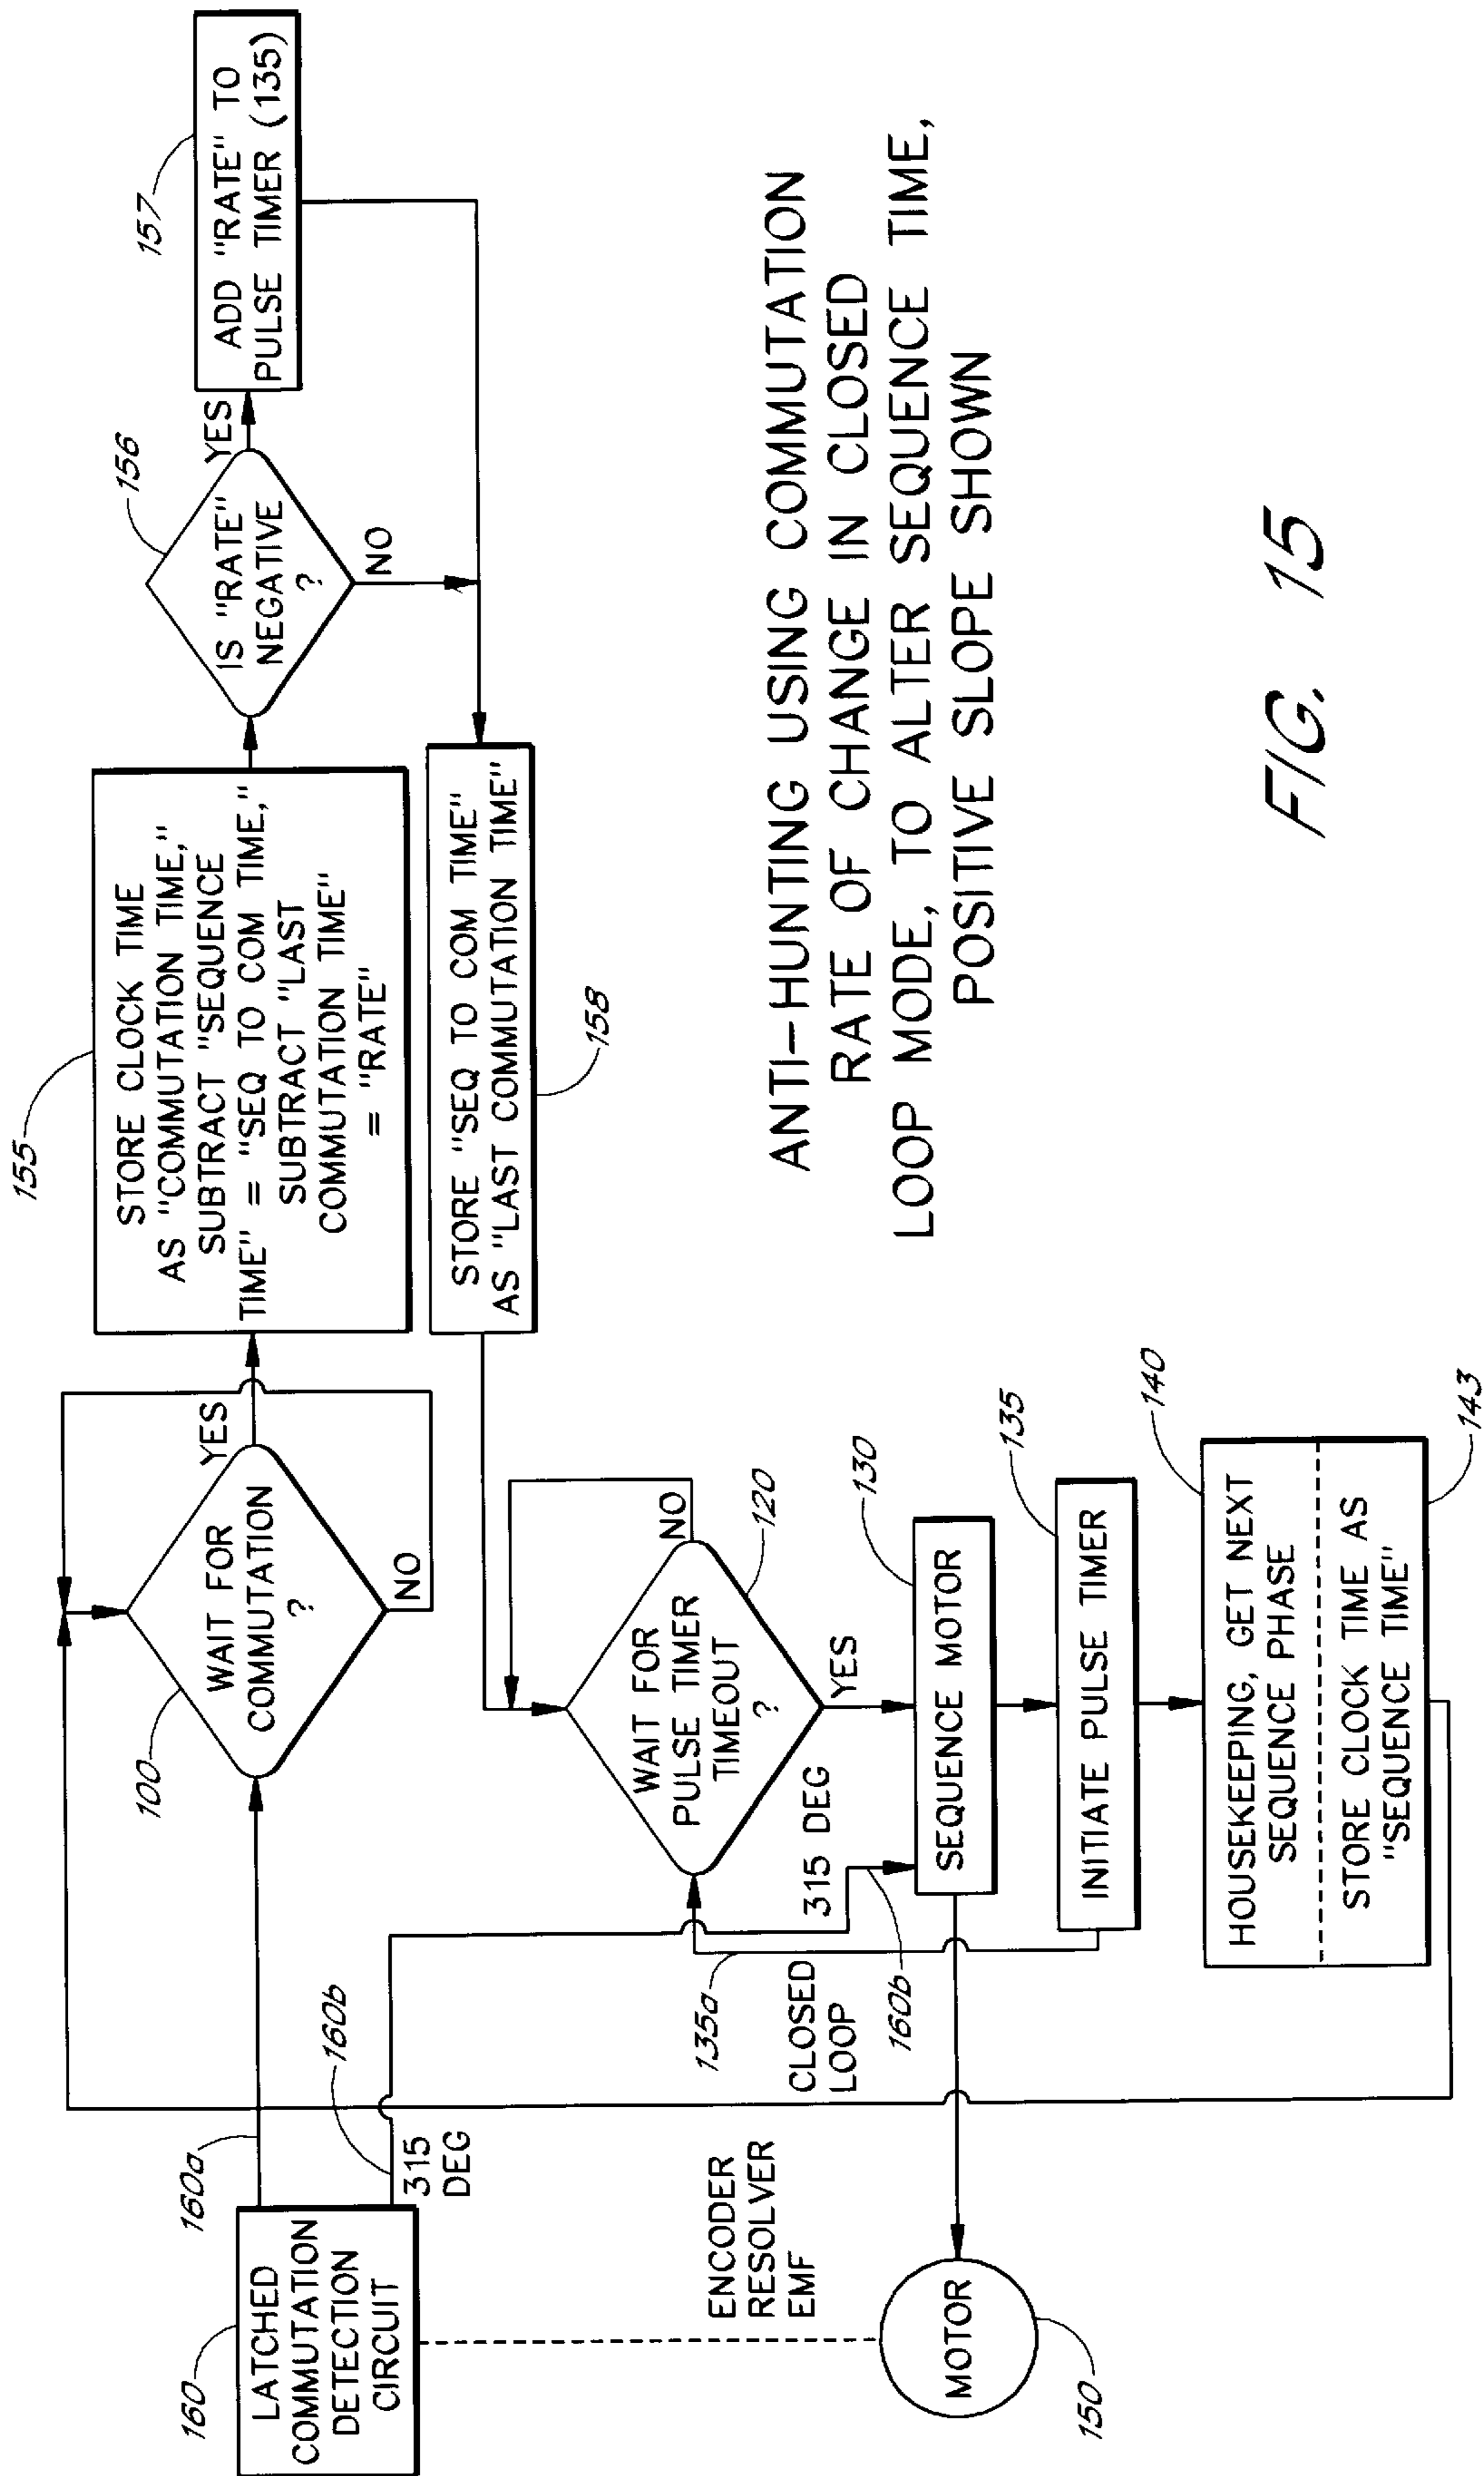 160
LATCHED
COMMUTATION
DETECTION
CIRCUIT
160a
160b
315
DEG
ENCODER
RESOLVER
EMF
MOTOR
150
100
WAIT FOR
COMMUTATION
?
YES
NO
155
STORE CLOCK TIME
AS "COMMUTATION TIME,"
SUBTRACT "SEQUENCE
TIME" = "SEQ TO COM TIME,"
SUBTRACT "LAST
COMMUTATION TIME"
= "RATE"
156
IS "RATE"
NEGATIVE
?
YES
NO
157
ADD "RATE" TO
PULSE TIMER (135)
STORE "SEQ TO COM TIME"
AS "LAST COMMUTATION TIME"
158
WAIT FOR
PULSE TIMER
TIMEOUT
?
NO
120
YES
315 DEG
135a
CLOSED
LOOP
160b
SEQUENCE MOTOR
130
INITIATE PULSE TIMER
135
HOUSEKEEPING, GET NEXT
SEQUENCE PHASE
140
STORE CLOCK TIME AS
"SEQUENCE TIME"
143
ANTI-HUNTING USING COMMUTATION
RATE OF CHANGE IN CLOSED
LOOP MODE, TO ALTER SEQUENCE TIME,
POSITIVE SLOPE SHOWN
FIG. 15